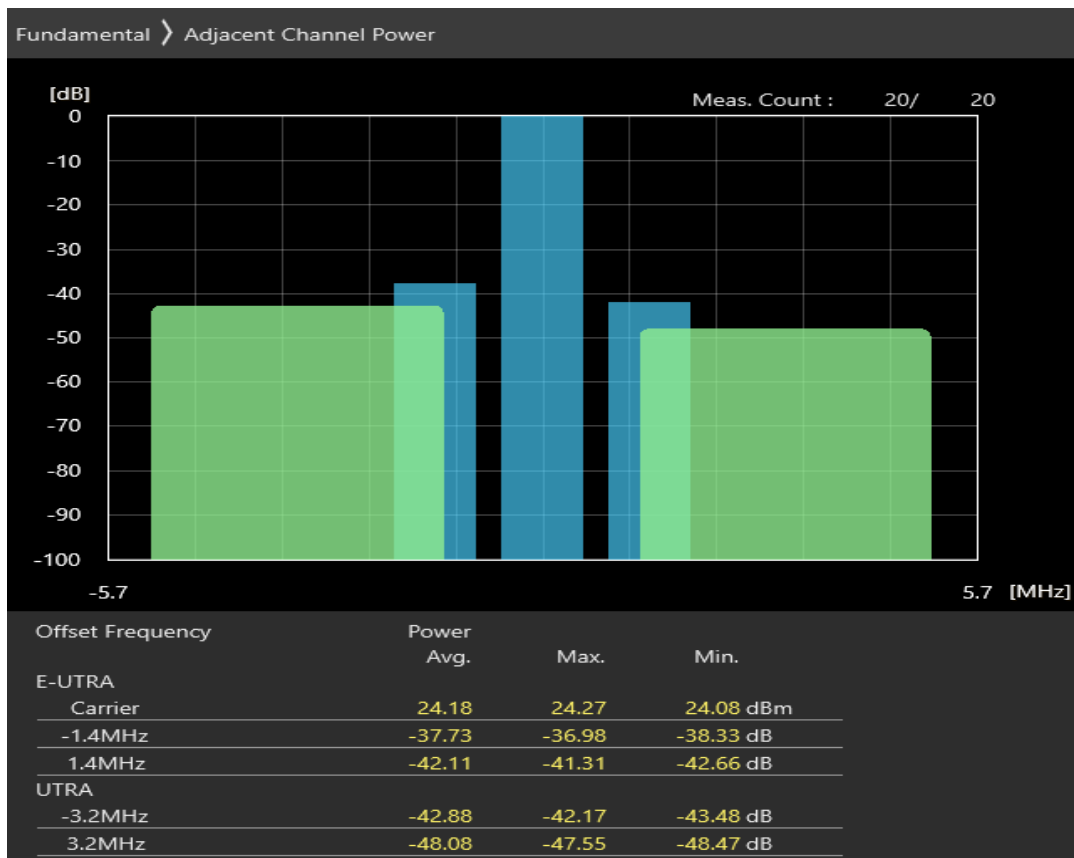 Fundamental 〉 Adjacent Channel Power
[dB]
Meas. Count : 20/ 20
0
-10
-20
-30
-40
-50
-60
-70
-80
-90
-100
-5.7 5.7 [MHz]
Offset Frequency Power
Avg. Max. Min.
E-UTRA
Carrier 24.18 24.27 24.08 dBm
-1.4MHz -37.73 -36.98 -38.33 dB
1.4MHz -42.11 -41.31 -42.66 dB
UTRA
-3.2MHz -42.88 -42.17 -43.48 dB
3.2MHz -48.08 -47.55 -48.47 dB